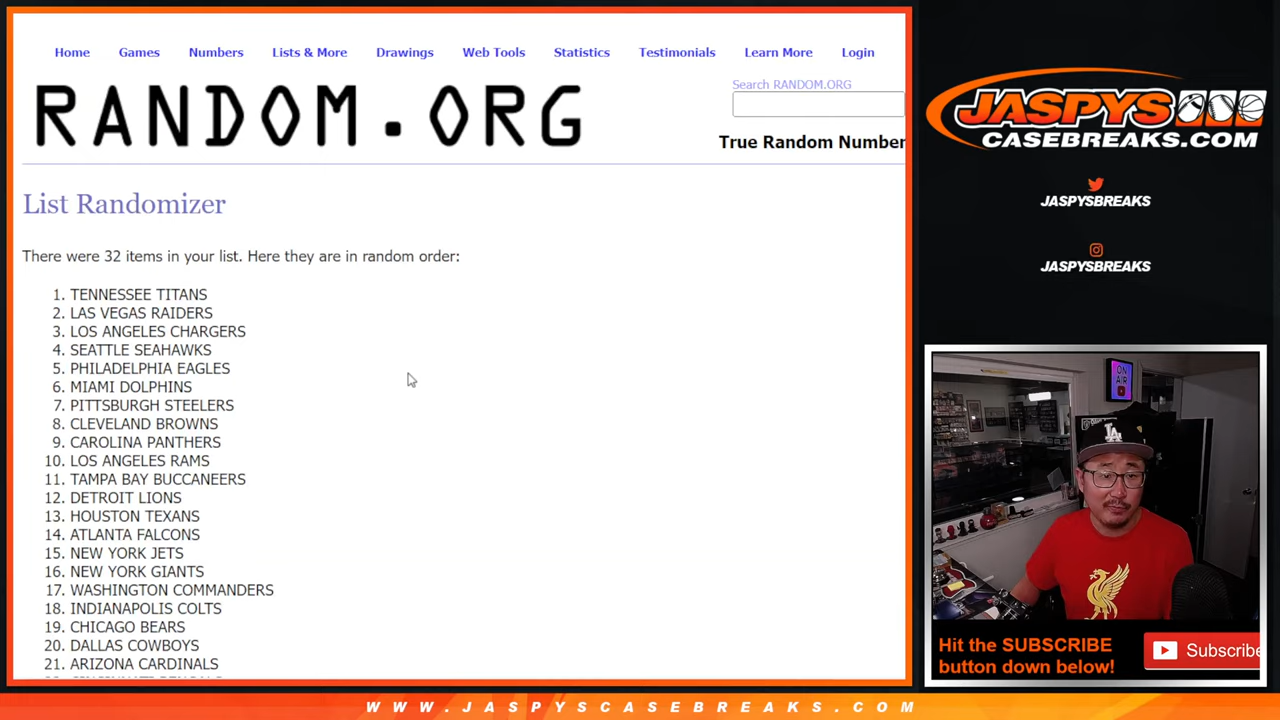 Home Games Numbers Lists & More Drawings Web Tools Statistics Testimonials Learn More Login
RANDOM.ORG
Search RANDOM.ORG
True Random Number
List Randomizer
There were 32 items in your list. Here they are in random order:
1. TENNESSEE TITANS
2. LAS VEGAS RAIDERS
3. LOS ANGELES CHARGERS
4. SEATTLE SEAHAWKS
5. PHILADELPHIA EAGLES
6. MIAMI DOLPHINS
7. PITTSBURGH STEELERS
8. CLEVELAND BROWNS
9. CAROLINA PANTHERS
10. LOS ANGELES RAMS
11. TAMPA BAY BUCCANEERS
12. DETROIT LIONS
13. HOUSTON TEXANS
14. ATLANTA FALCONS
15. NEW YORK JETS
16. NEW YORK GIANTS
17. WASHINGTON COMMANDERS
18. INDIANAPOLIS COLTS
19. CHICAGO BEARS
20. DALLAS COWBOYS
21. ARIZONA CARDINALS
JASPYS
CASEBREAKS.COM
JASPYSBREAKS
JASPYSBREAKS
ON
AIR
LA
Hit the SUBSCRIBE
button down below!
Subscribe
WWW.JASPYSCASEBREAKS.COM